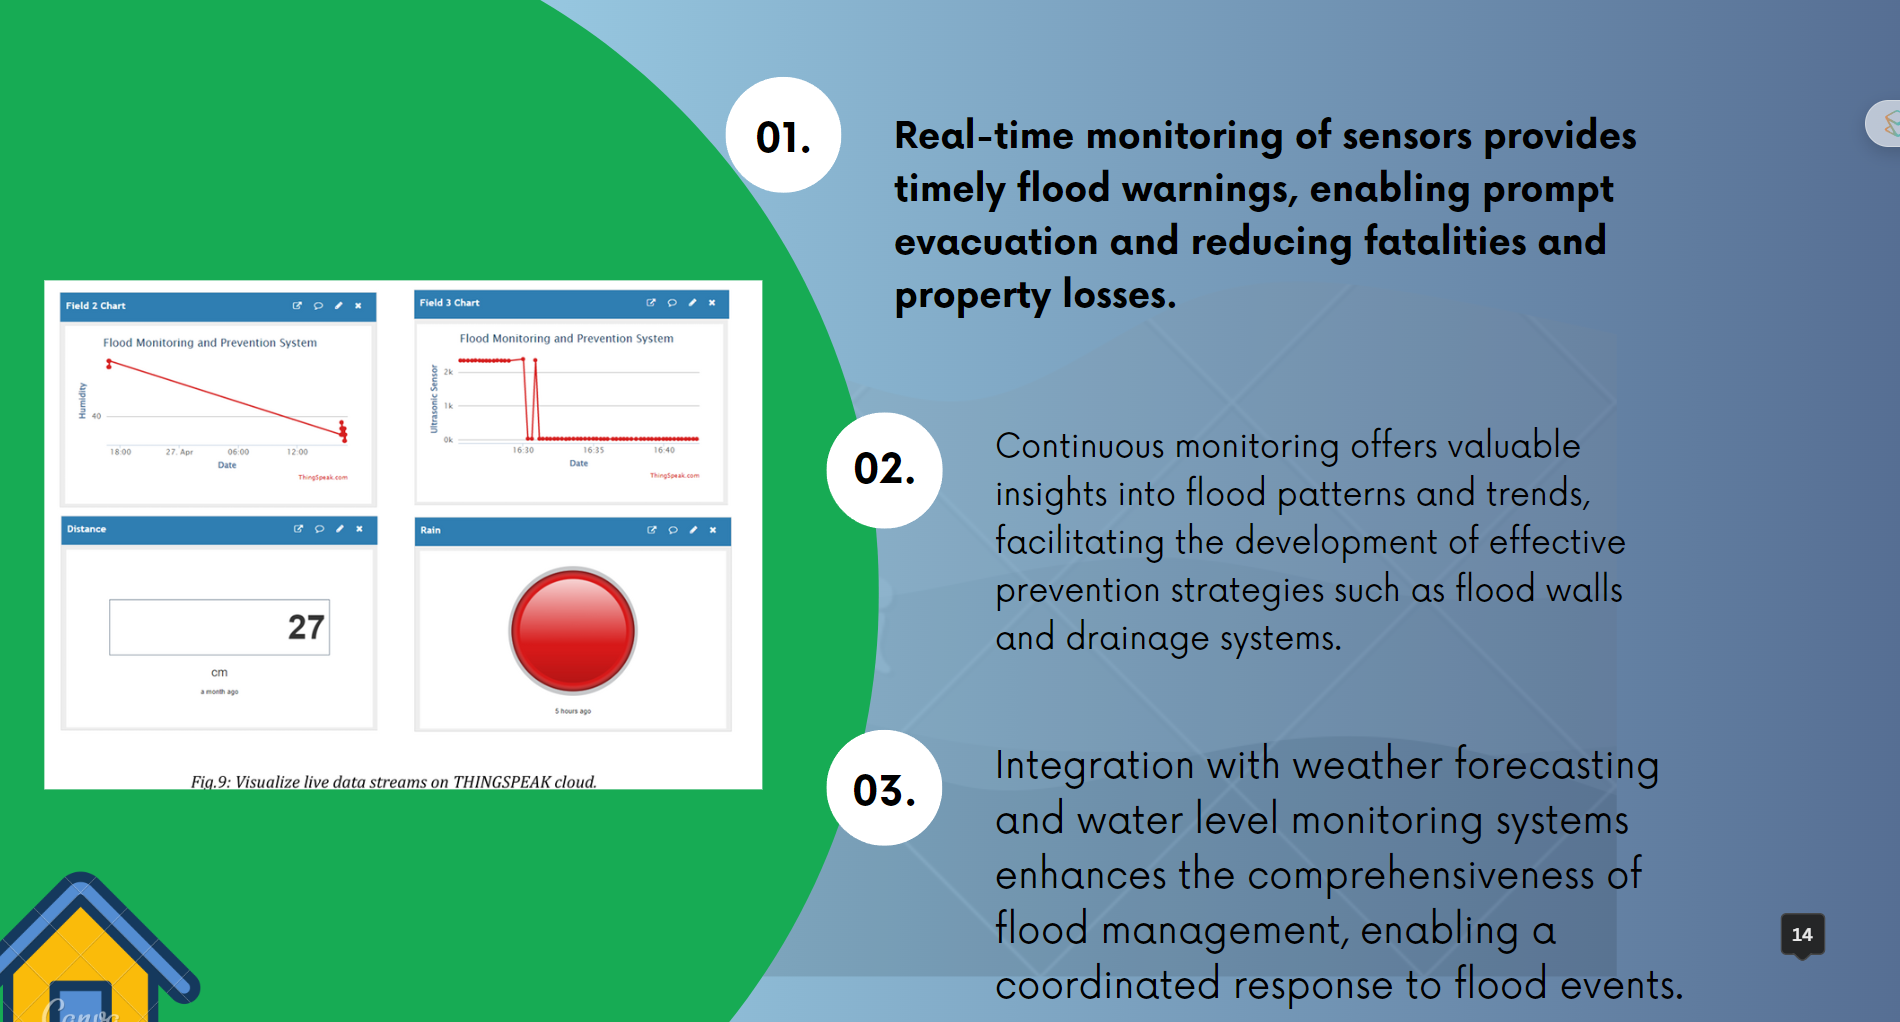 01.
Real-time monitoring of sensors provides
timely flood warnings, enabling prompt
evacuation and reducing fatalities and
property losses.
Field 2 Chart
Flood Monitoring and Prevention System
Humidity
40
18:00 27. Apr 06:00 12:00
Date
ThingSpeak.com
Field 3 Chart
Flood Monitoring and Prevention System
Ultrasonic Sensor
2k
1k
0k
16:30 16:35 16:40
Date
ThingSpeak.com
Distance
27
cm
a month ago
Rain
5 hours ago
Fig.9: Visualize live data streams on THINGSPEAK cloud.
02.
Continuous monitoring offers valuable
insights into flood patterns and trends,
facilitating the development of effective
prevention strategies such as flood walls
and drainage systems.
03.
Integration with weather forecasting
and water level monitoring systems
enhances the comprehensiveness of
flood management, enabling a
coordinated response to flood events.
14
Canva